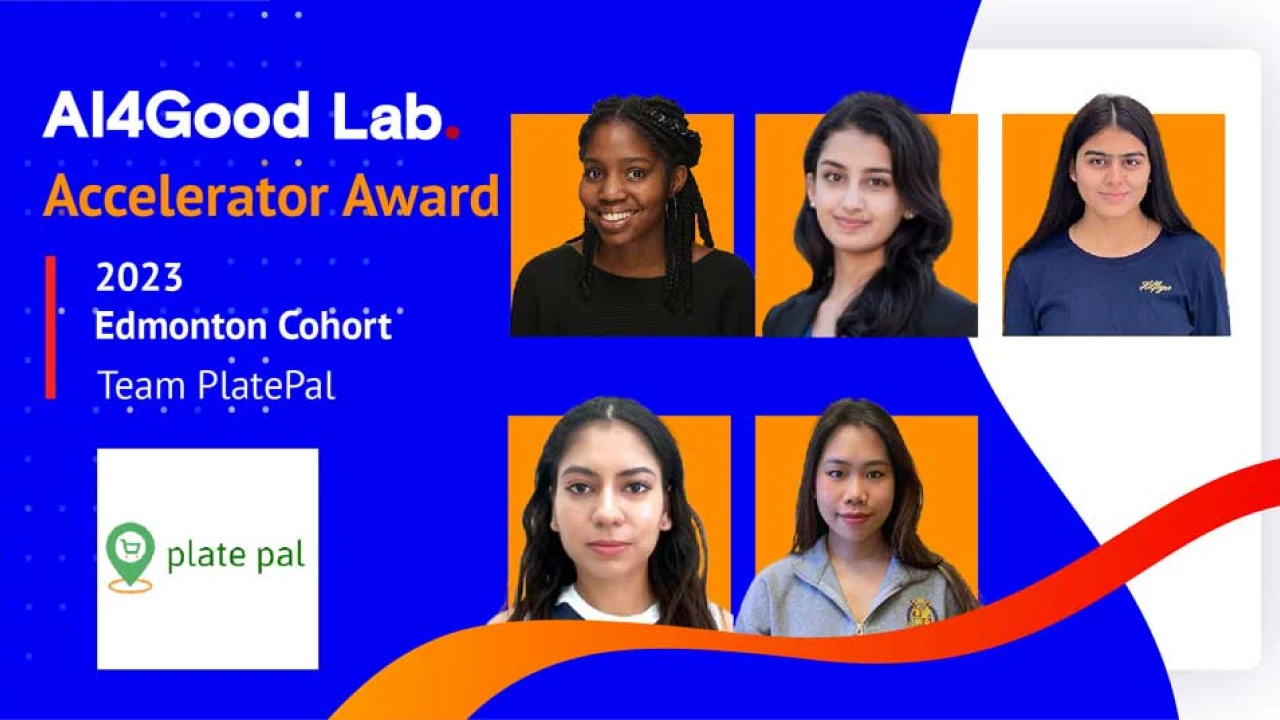 AI4Good Lab.
Accelerator Award
2023
Edmonton Cohort
Team PlatePal
plate pal